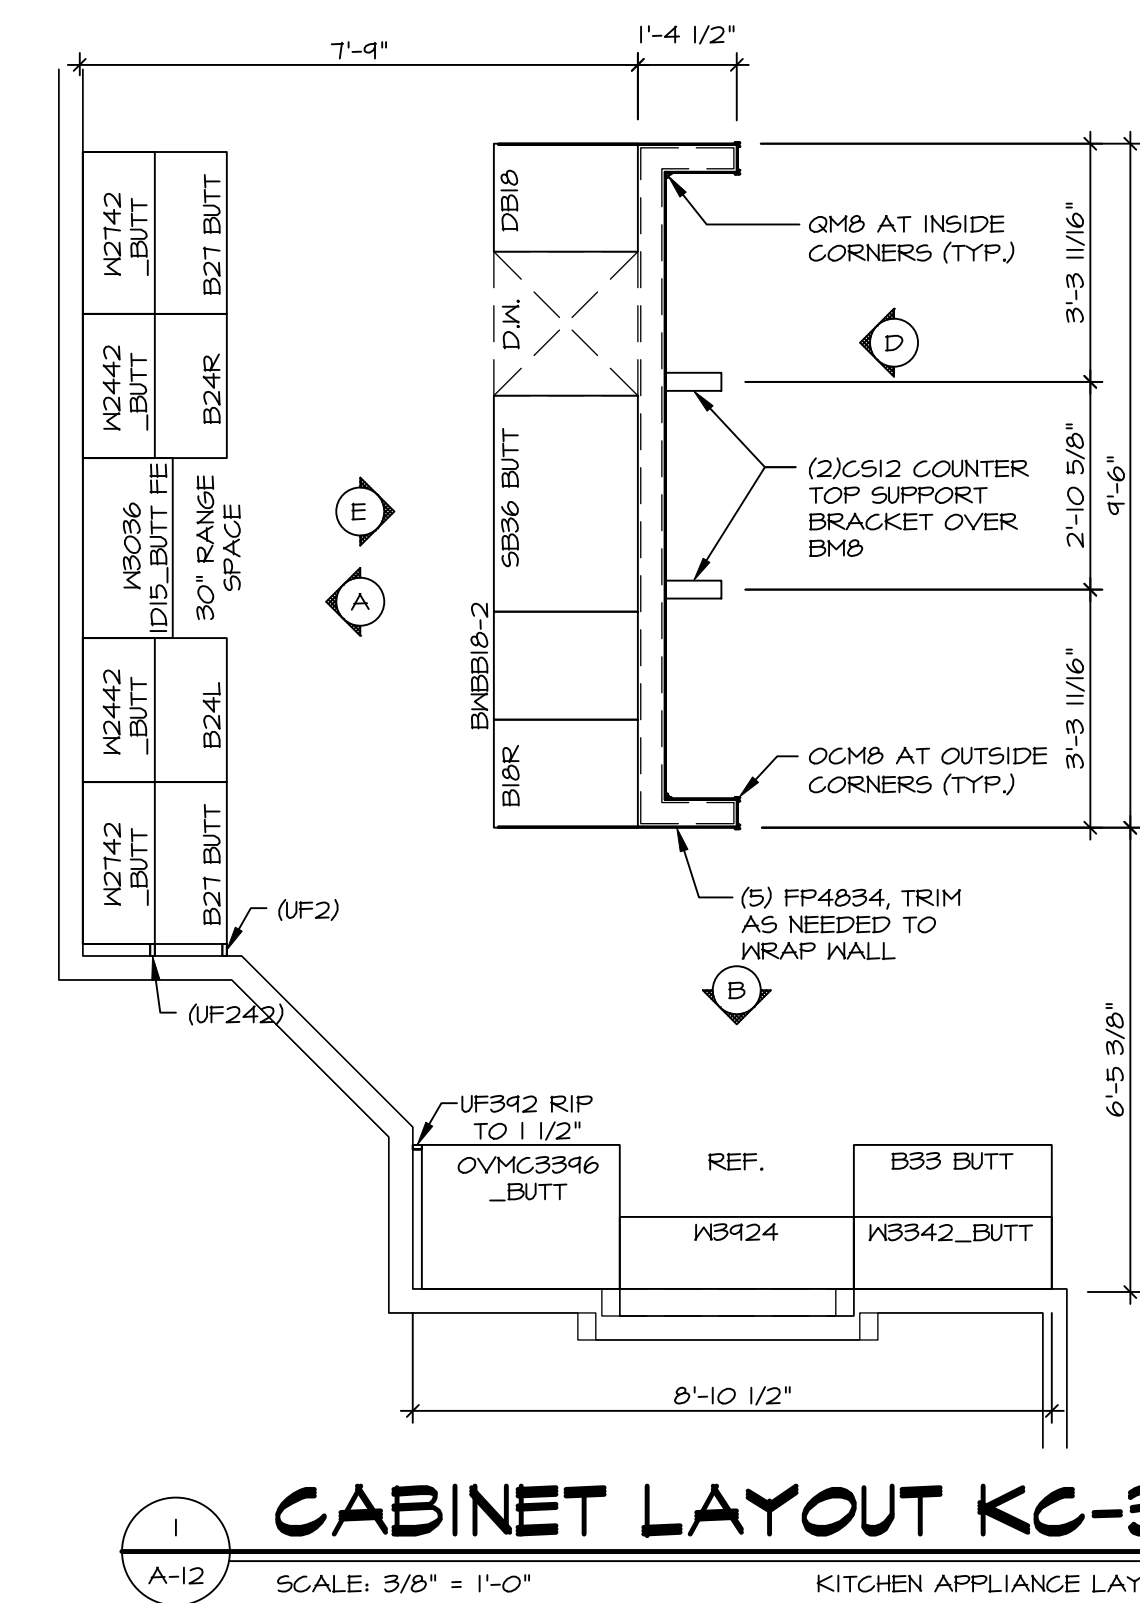 7'-9"
1'-4 1/2"
W2742
_BUTT
B27 BUTT
DB18
QM8 AT INSIDE
CORNERS (TYP.)
3'-3 11/16"
D.W.
D
W2442
_BUTT
B24R
SB36 BUTT
(2)CS12 COUNTER
TOP SUPPORT
BRACKET OVER
BM8
2'-10 5/8"
9'-6"
W3036
1D15_BUTT FE
30" RANGE
SPACE
E
A
BWBB18-2
W2442
_BUTT
B24L
3'-3 11/16"
B18R
OCM8 AT OUTSIDE
CORNERS (TYP.)
W2742
_BUTT
B27 BUTT
(UF2)
(5) FP4834, TRIM
AS NEEDED TO
WRAP WALL
B
(UF242)
6'-5 3/8"
UF392 RIP
TO 1 1/2"
OVMC3396
_BUTT
REF.
B33 BUTT
W3924
W3342_BUTT
8'-10 1/2"
1
A-12
CABINET LAYOUT KC-3
SCALE: 3/8" = 1'-0"
KITCHEN APPLIANCE LAY